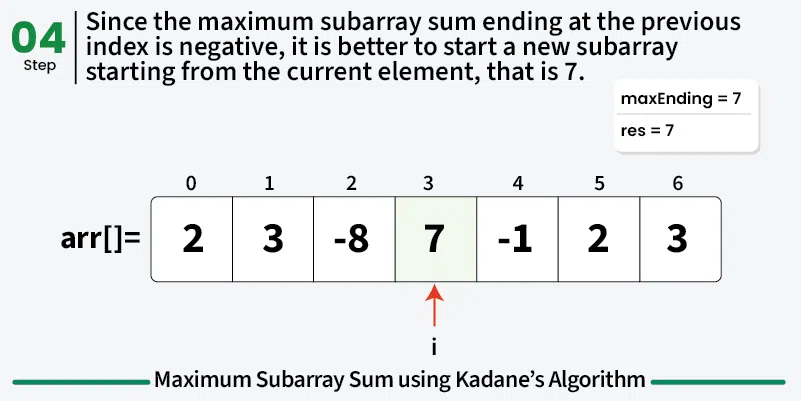 04
Step
Since the maximum subarray sum ending at the previous
index is negative, it is better to start a new subarray
starting from the current element, that is 7.
maxEnding = 7
res = 7
0 1 2 3 4 5 6
arr[]= 2 3 -8 7 -1 2 3
i
Maximum Subarray Sum using Kadane’s Algorithm